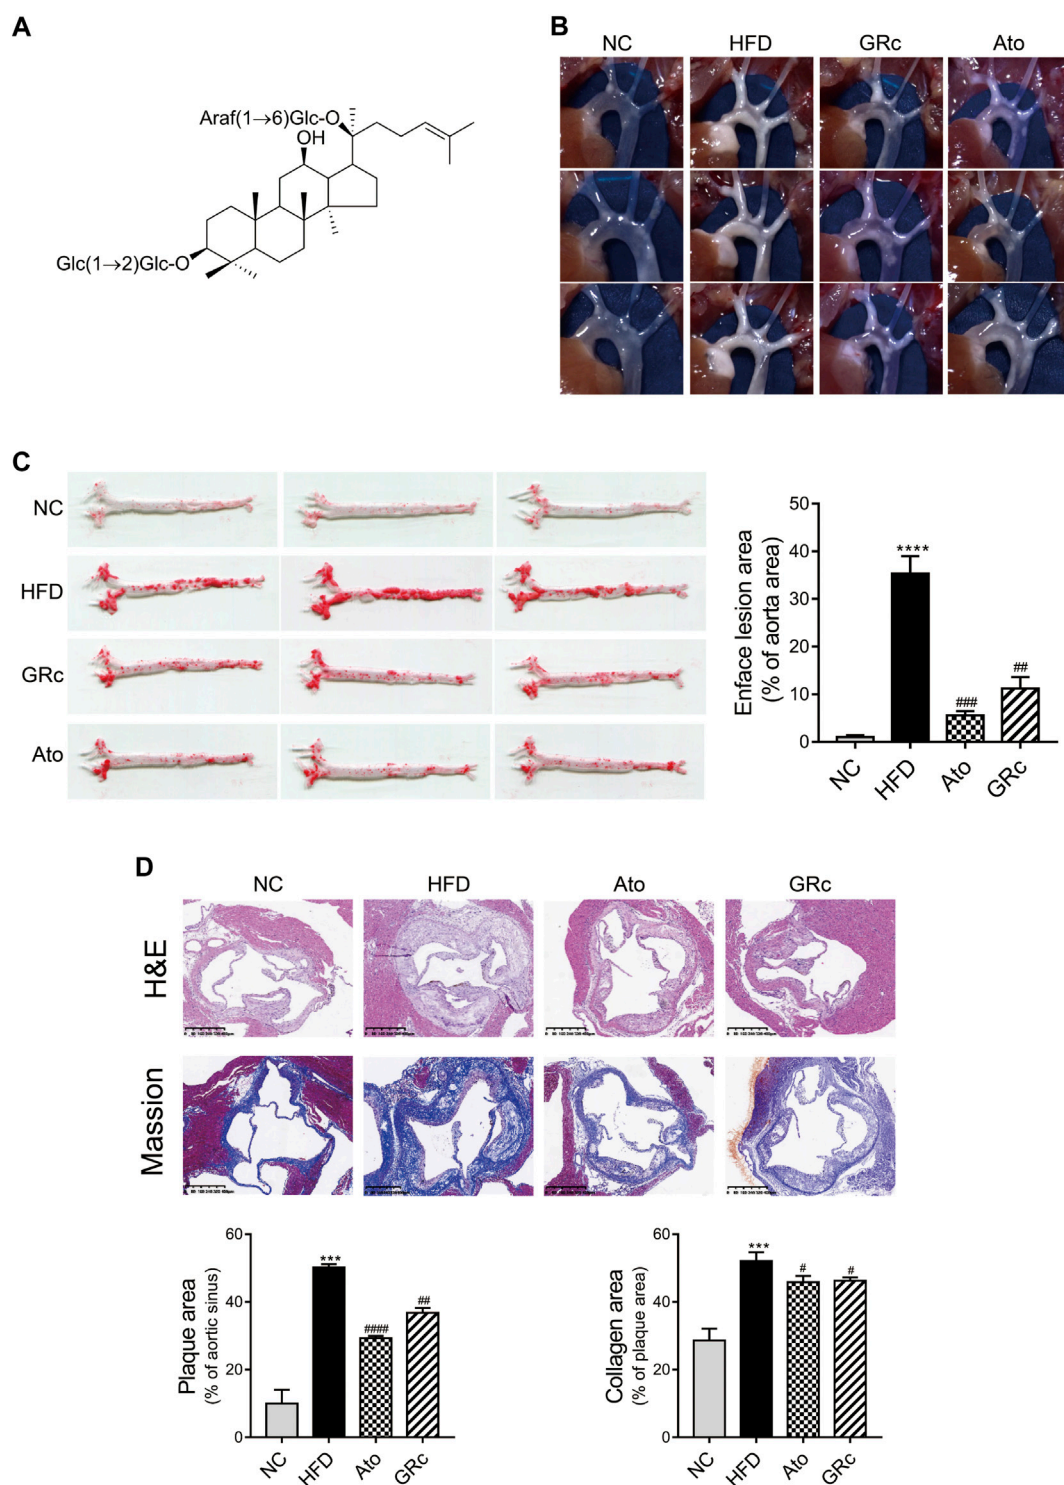 A
Araf(1→6)Glc-O
OH
Glc(1→2)Glc-O
B
NC HFD GRc Ato
C
NC
HFD
GRc
Ato
Enface lesion area
(% of aorta area)
50
40
30
20
10
0
****
###
##
NC HFD Ato GRc
D
NC HFD Ato GRc
H&E
Massion
Plaque area
(% of aortic sinus)
60
40
20
0
***
####
##
NC HFD Ato GRc
Collagen area
(% of plaque area)
60
40
20
0
***
#
#
NC HFD Ato GRc